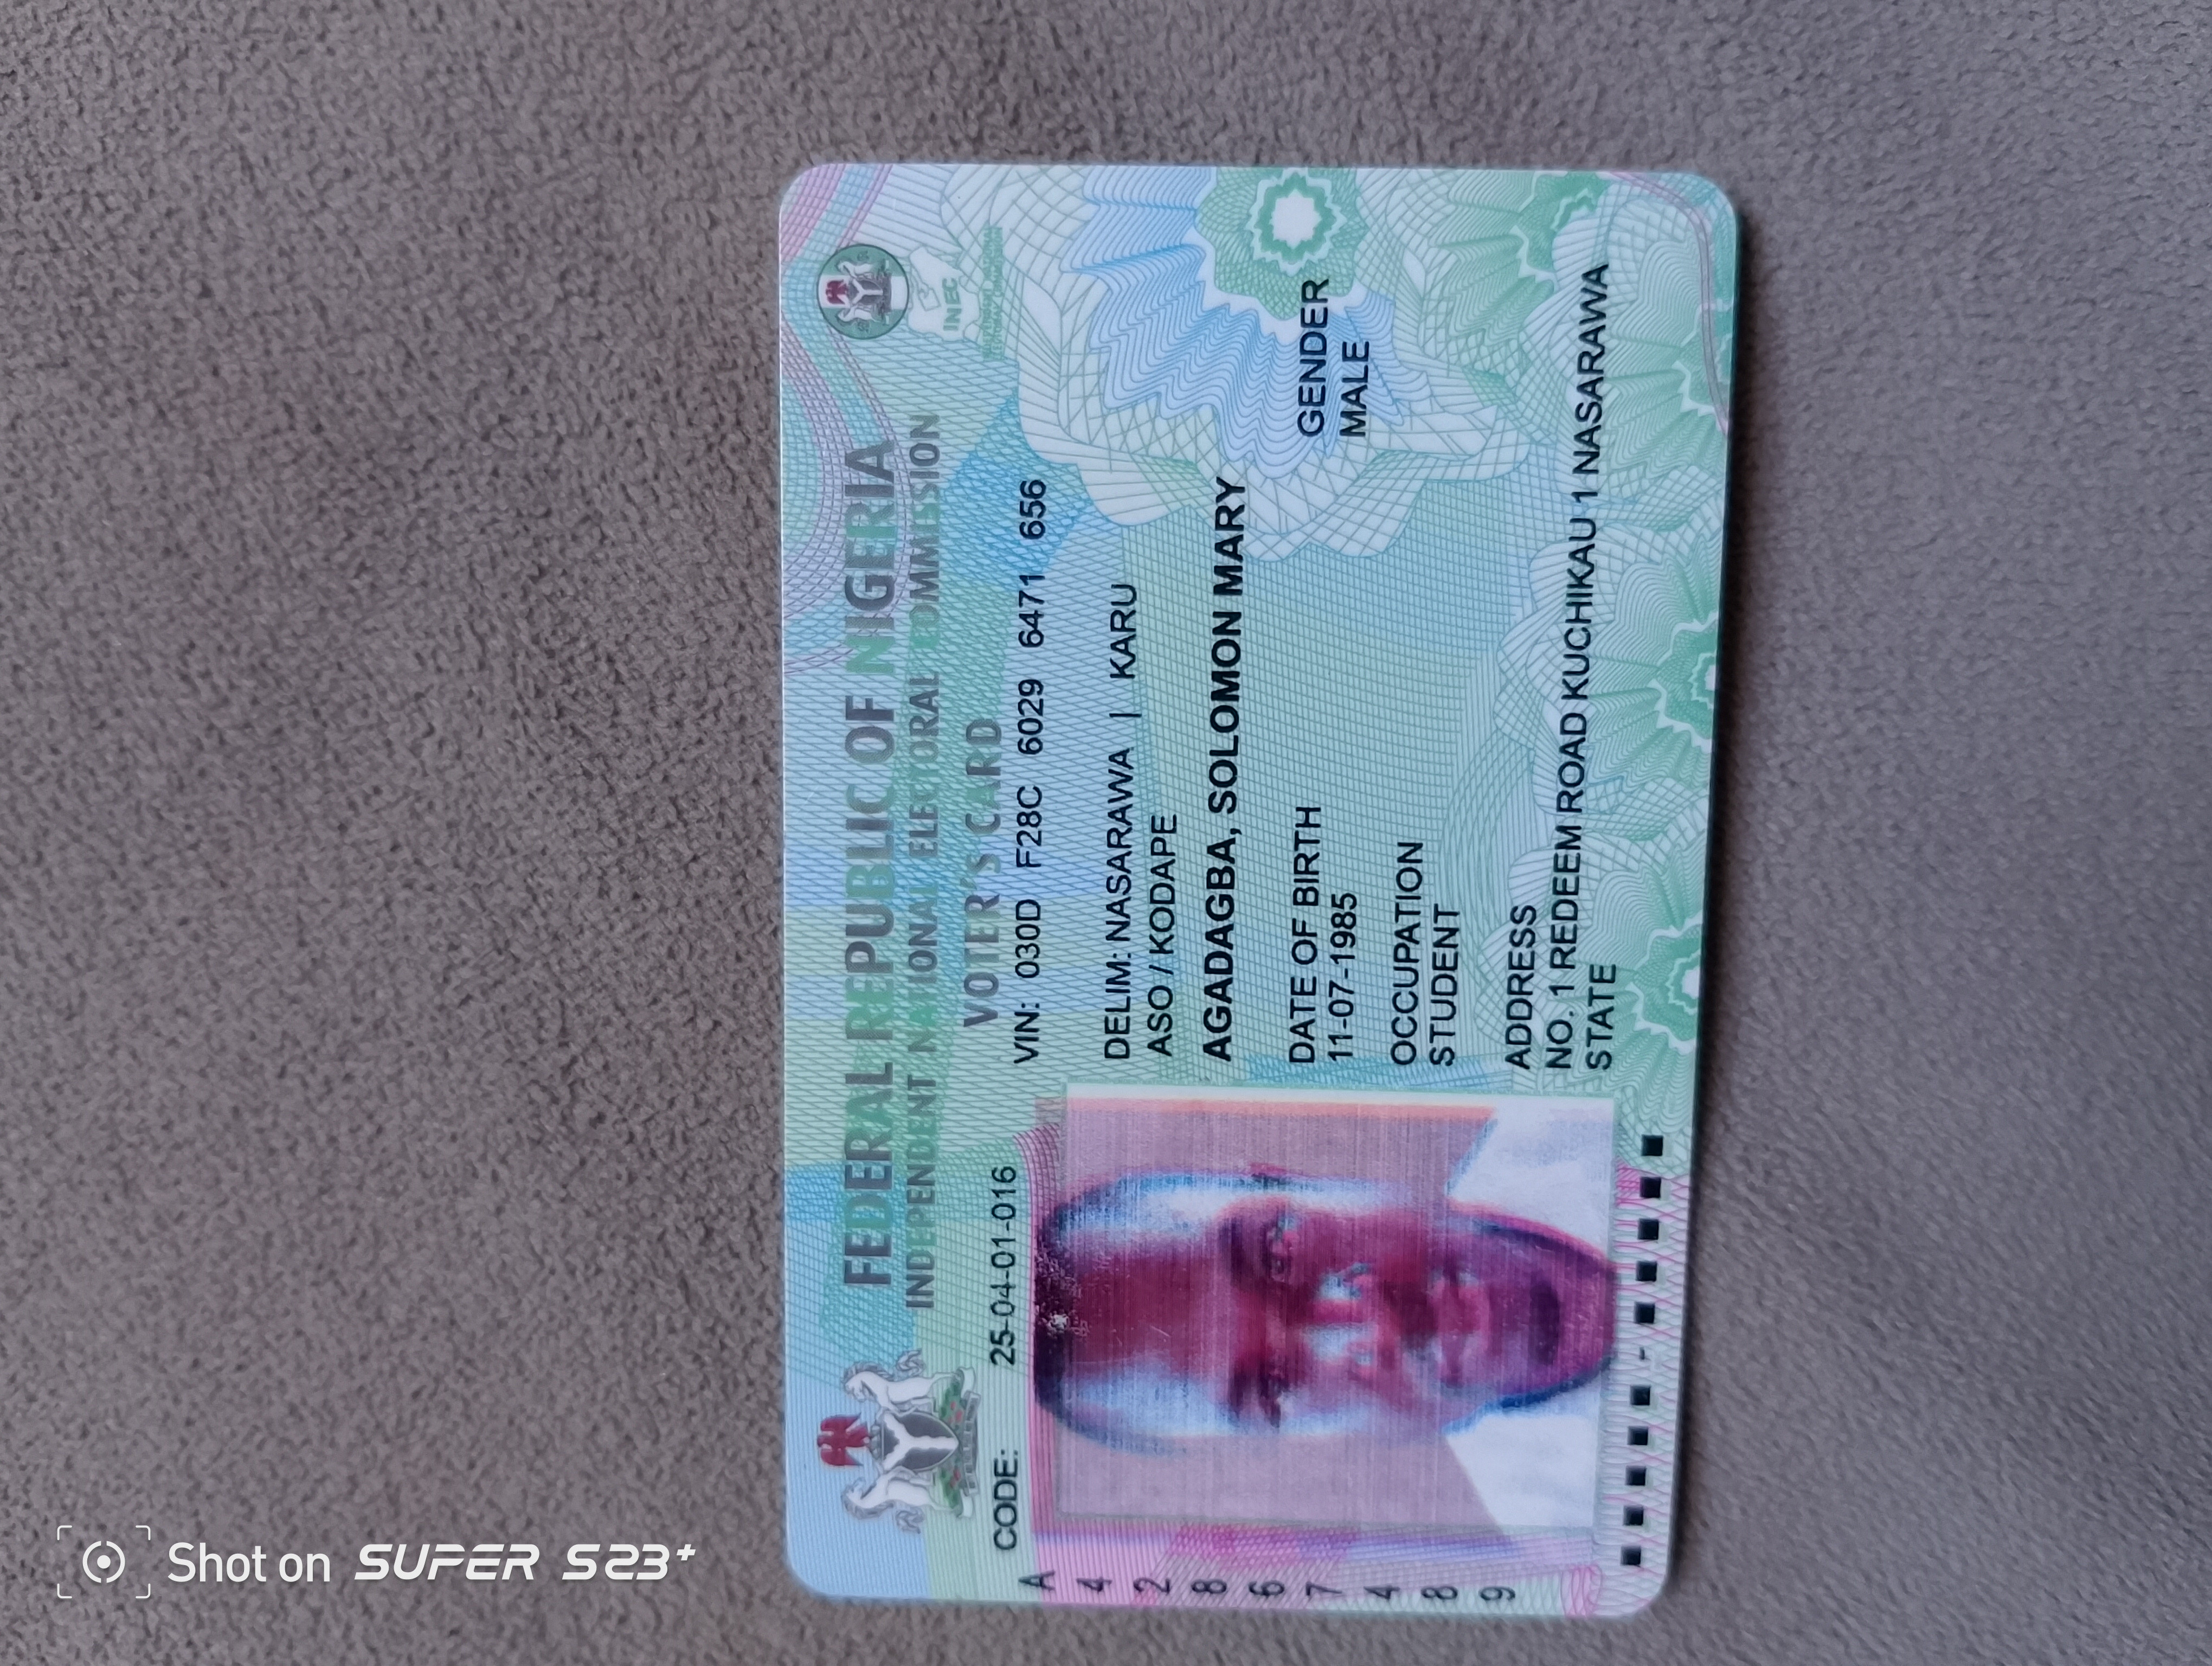 FEDERAL REPUBLIC OF NIGERIA
INDEPENDENT NATIONAL ELECTORAL COMMISSION
VOTER'S CARD
INEC
CODE: 25-04-01-016
VIN: 030D F28C 6029 6471 656
DELIM: NASARAWA | KARU
ASO / KODAPE
AGADAGBA, SOLOMON MARY
DATE OF BIRTH
11-07-1985
GENDER
MALE
OCCUPATION
STUDENT
ADDRESS
NO. 1 REDEEM ROAD KUCHIKAU 1 NASARAWA
STATE
A
4
2
8
6
7
4
8
9
Shot on SUPER S23+